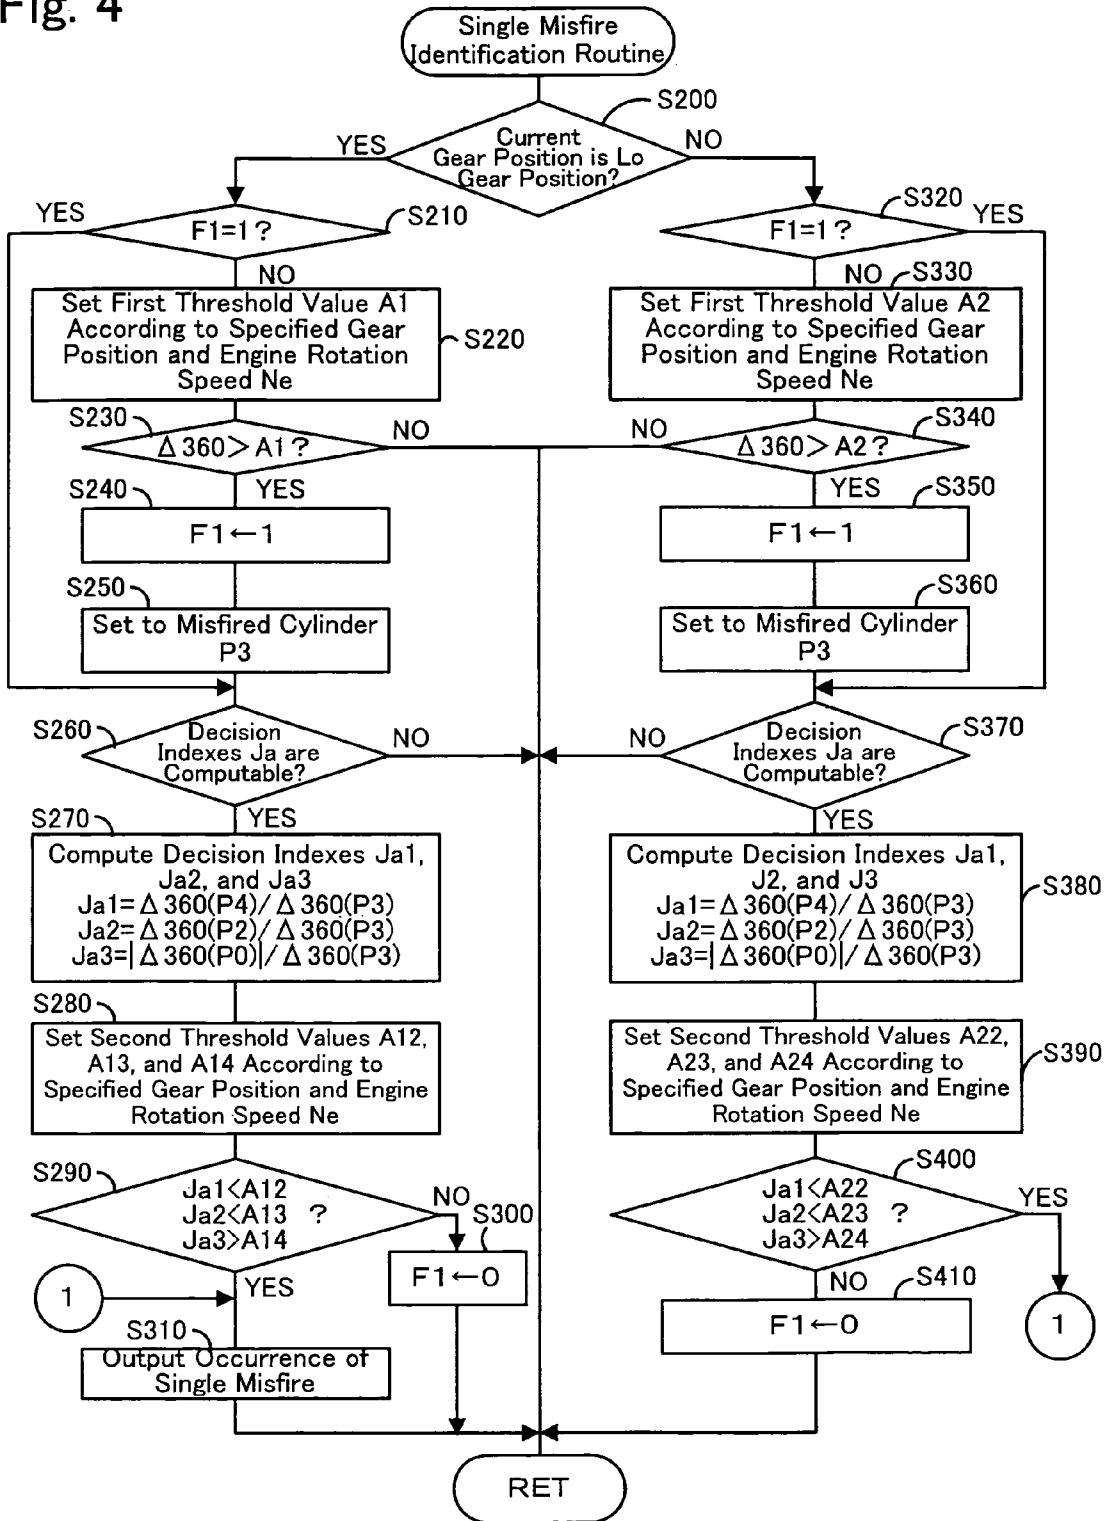 Fig. 4
Single Misfire
Identification Routine
S200
Current
Gear Position is Lo
Gear Position?
YES
NO
YES
S210
F1=1?
NO
S320
YES
F1=1?
NO
S330
Set First Threshold Value A1
According to Specified Gear
Position and Engine Rotation
Speed Ne
S220
Set First Threshold Value A2
According to Specified Gear
Position and Engine Rotation
Speed Ne
S230
Δ360>A1?
NO
YES
NO
S340
Δ360>A2?
YES
S240
F1←1
S350
F1←1
S250
Set to Misfired Cylinder
P3
S360
Set to Misfired Cylinder
P3
S260
Decision
Indexes Ja are
Computable?
NO
YES
NO
S370
Decision
Indexes Ja are
Computable?
YES
S270
Compute Decision Indexes Ja1,
Ja2, and Ja3
Ja1=Δ360(P4)/Δ360(P3)
Ja2=Δ360(P2)/Δ360(P3)
Ja3=|Δ360(P0)|/Δ360(P3)
Compute Decision Indexes Ja1,
J2, and J3
Ja1=Δ360(P4)/Δ360(P3)
Ja2=Δ360(P2)/Δ360(P3)
Ja3=|Δ360(P0)|/Δ360(P3)
S380
S280
Set Second Threshold Values A12,
A13, and A14 According to
Specified Gear Position and Engine
Rotation Speed Ne
Set Second Threshold Values A22,
A23, and A24 According to
Specified Gear Position and Engine
Rotation Speed Ne
S390
S290
Ja1<A12
Ja2<A13 ?
Ja3>A14
NO
S300
F1←0
YES
S400
Ja1<A22
Ja2<A23 ?
Ja3>A24
YES
NO
S410
F1←0
1
1
S310
Output Occurrence of
Single Misfire
RET